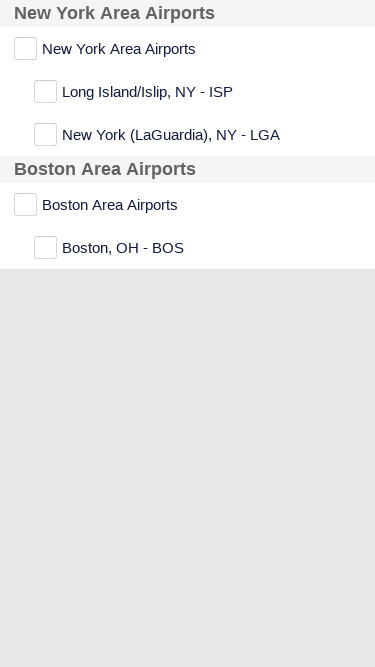 New York Area Airports
New York Area Airports
Long Island/Islip, NY - ISP
New York (LaGuardia), NY - LGA
Boston Area Airports
Boston Area Airports
Boston, OH - BOS